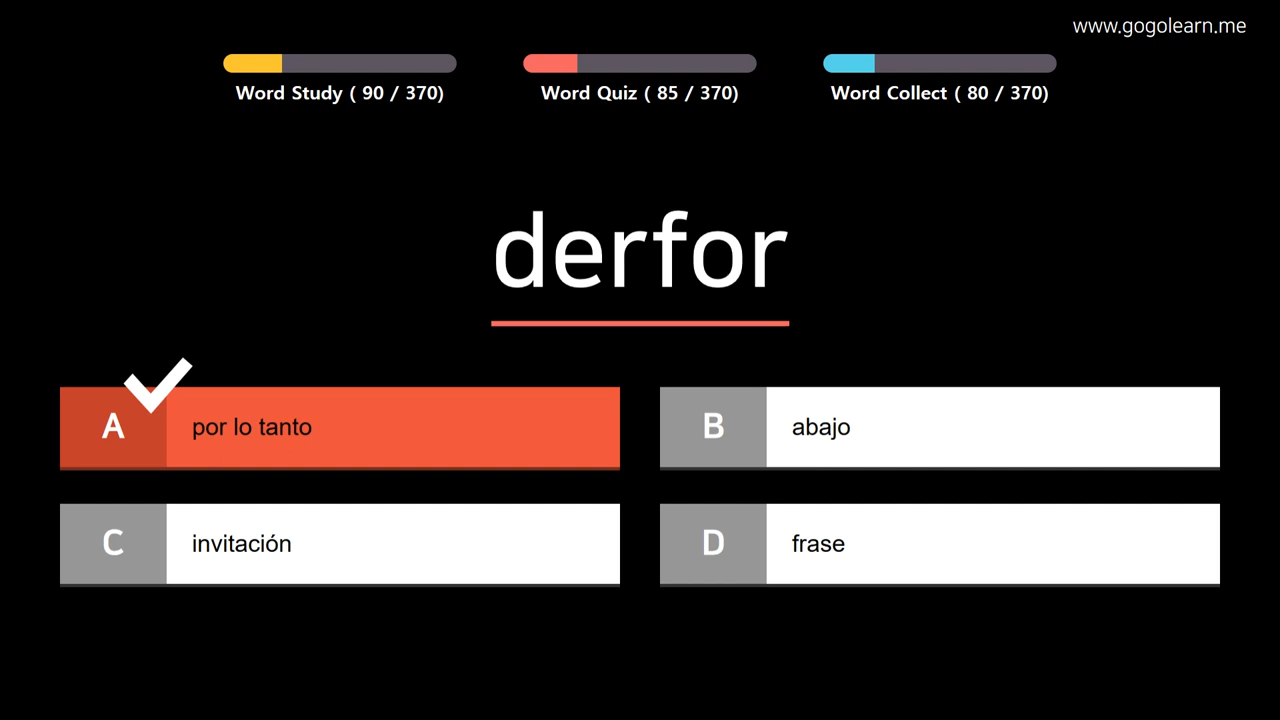 www.gogolearn.me
Word Study ( 90 / 370)
Word Quiz ( 85 / 370)
Word Collect ( 80 / 370)
derfor
A por lo tanto
B abajo
C invitación
D frase